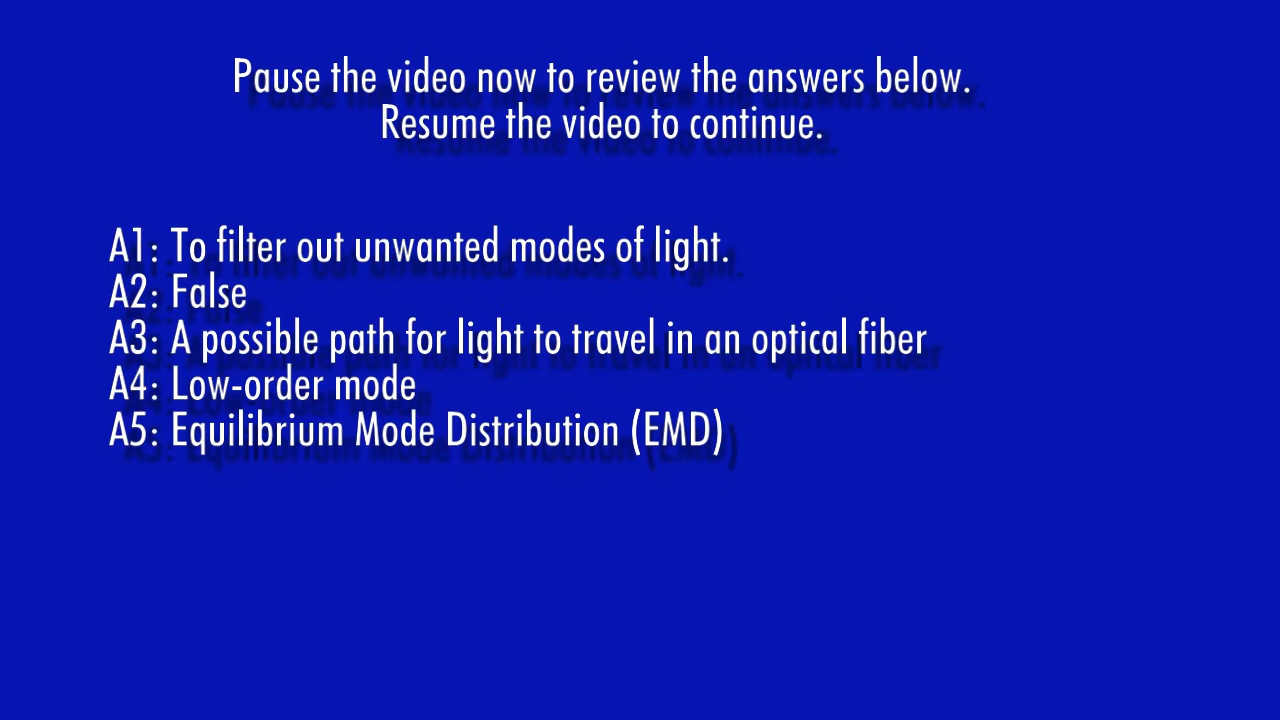 Pause the video now to review the answers below.
Resume the video to continue.
A1: To filter out unwanted modes of light.
A2: False
A3: A possible path for light to travel in an optical fiber
A4: Low-order mode
A5: Equilibrium Mode Distribution (EMD)